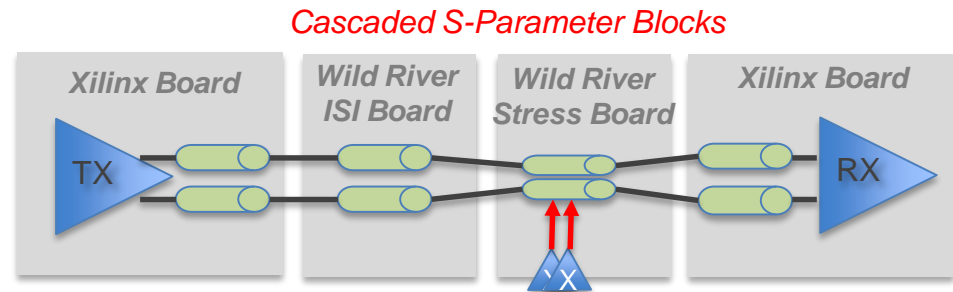 Cascaded S-Parameter Blocks
Xilinx Board
Wild River
ISI Board
Wild River
Stress Board
Xilinx Board
TX
RX
X